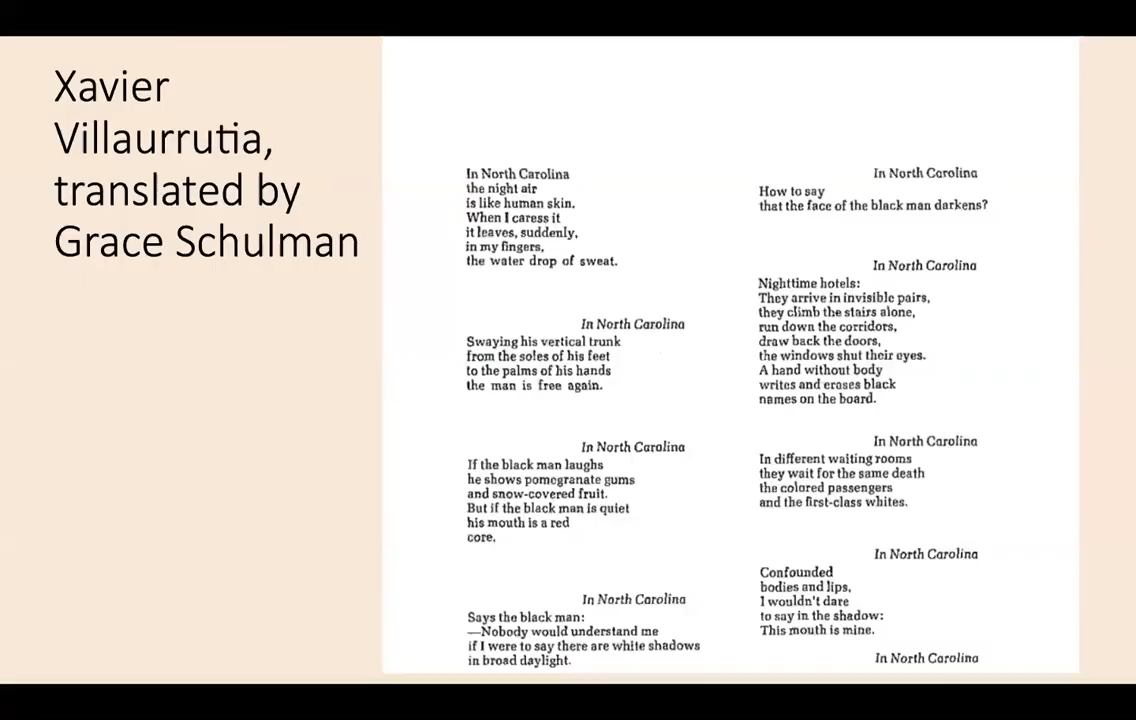 Xavier
Villaurrutia,
translated by
Grace Schulman
In North Carolina
the night air
is like human skin.
When I caress it
it leaves, suddenly,
in my fingers,
the water drop of sweat.
In North Carolina
Swaying his vertical trunk
from the soles of his feet
to the palms of his hands
the man is free again.
In North Carolina
If the black man laughs
he shows pomegranate gums
and snow-covered fruit.
But if the black man is quiet
his mouth is a red
core.
In North Carolina
Says the black man:
—Nobody would understand me
if I were to say there are white shadows
in broad daylight.
In North Carolina
How to say
that the face of the black man darkens?
In North Carolina
Nighttime hotels:
They arrive in invisible pairs,
they climb the stairs alone,
run down the corridors,
draw back the doors,
the windows shut their eyes.
A hand without body
writes and erases black
names on the board.
In North Carolina
In different waiting rooms
they wait for the same death
the colored passengers
and the first-class whites.
In North Carolina
Confounded
bodies and lips,
I wouldn't dare
to say in the shadow:
This mouth is mine.
In North Carolina